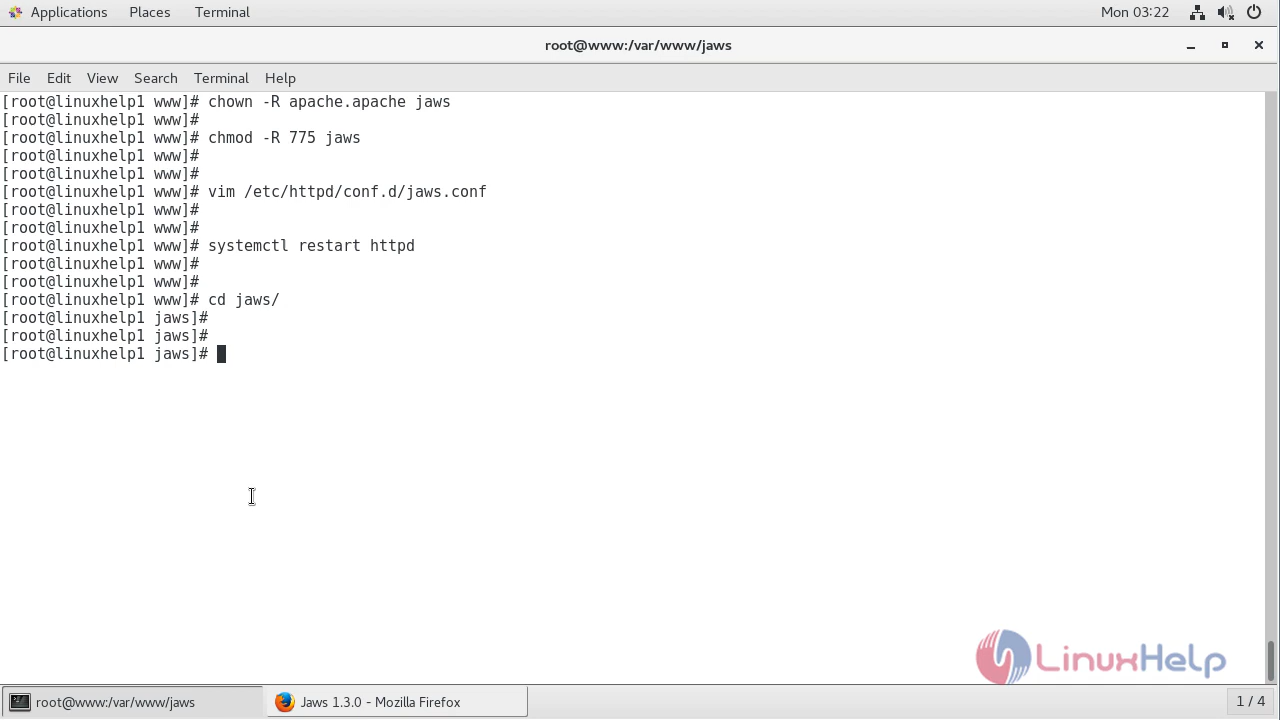 Applications Places Terminal Mon 03:22
root@www:/var/www/jaws
File Edit View Search Terminal Help
[root@linuxhelp1 www]# chown -R apache.apache jaws
[root@linuxhelp1 www]#
[root@linuxhelp1 www]# chmod -R 775 jaws
[root@linuxhelp1 www]#
[root@linuxhelp1 www]#
[root@linuxhelp1 www]# vim /etc/httpd/conf.d/jaws.conf
[root@linuxhelp1 www]#
[root@linuxhelp1 www]#
[root@linuxhelp1 www]# systemctl restart httpd
[root@linuxhelp1 www]#
[root@linuxhelp1 www]#
[root@linuxhelp1 www]# cd jaws/
[root@linuxhelp1 jaws]#
[root@linuxhelp1 jaws]#
[root@linuxhelp1 jaws]#
LinuxHelp
root@www:/var/www/jaws Jaws 1.3.0 - Mozilla Firefox 1 / 4